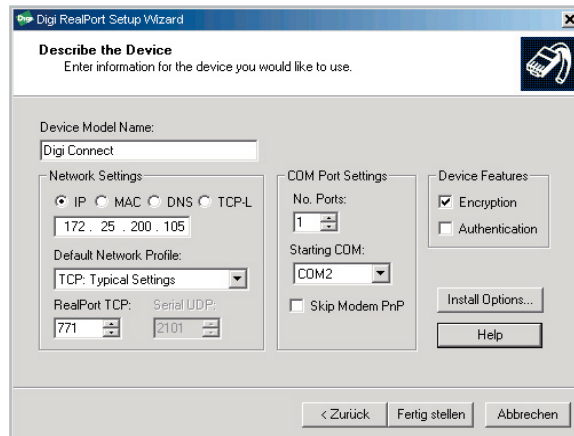 Digi RealPort Setup Wizard
Describe the Device
Enter information for the device you would like to use.
Device Model Name:
Digi Connect
Network Settings
IP MAC DNS TCP-L
172 . 25 . 200 . 105
Default Network Profile:
TCP: Typical Settings
RealPort TCP: Serial UDP:
771 2101
COM Port Settings
No. Ports:
1
Starting COM:
COM2
Skip Modem PnP
Device Features
Encryption
Authentication
Install Options...
Help
< Zurück Fertig stellen Abbrechen